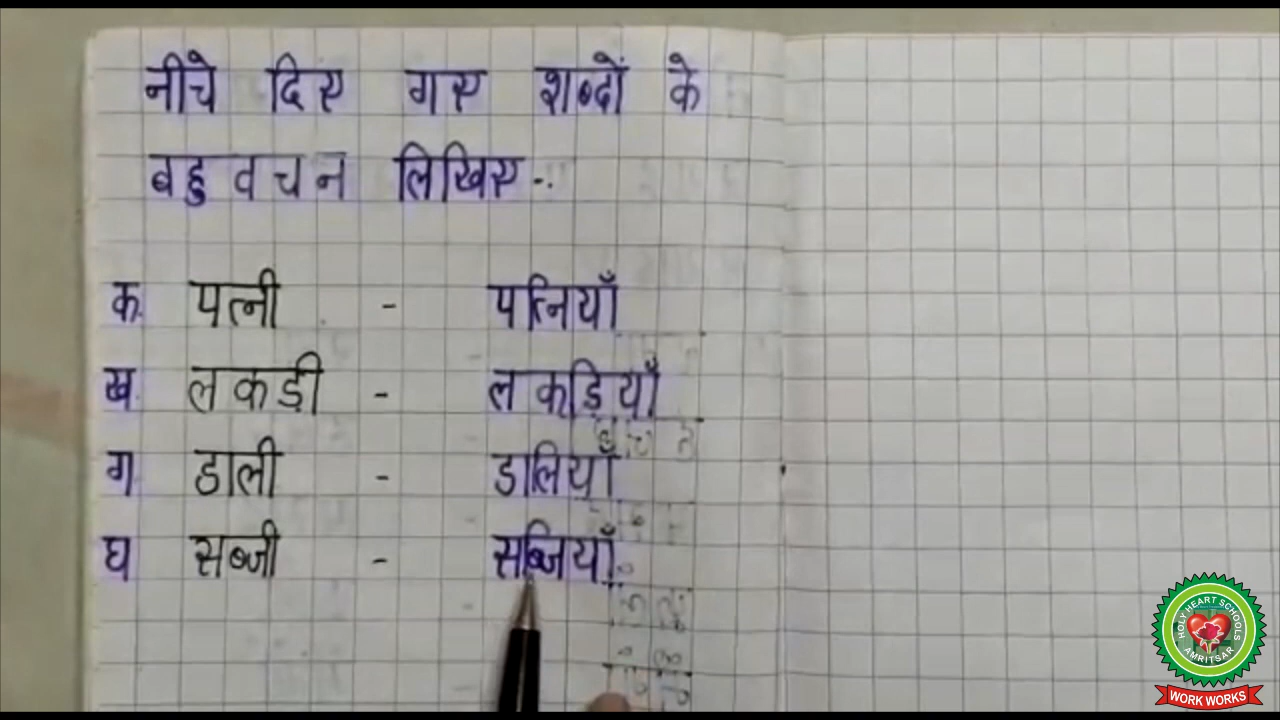 नीचे दिए गए शब्दों के
बहुवचन लिखिए -.
क. पत्नी - पत्नियाँ
ख. लकड़ी - लकड़ियाँ
ग. डाली - डालियाँ
घ सब्जी - सब्जियाँ
HOLY HEART SCHOOLS
AMRITSAR
WORK WORKS